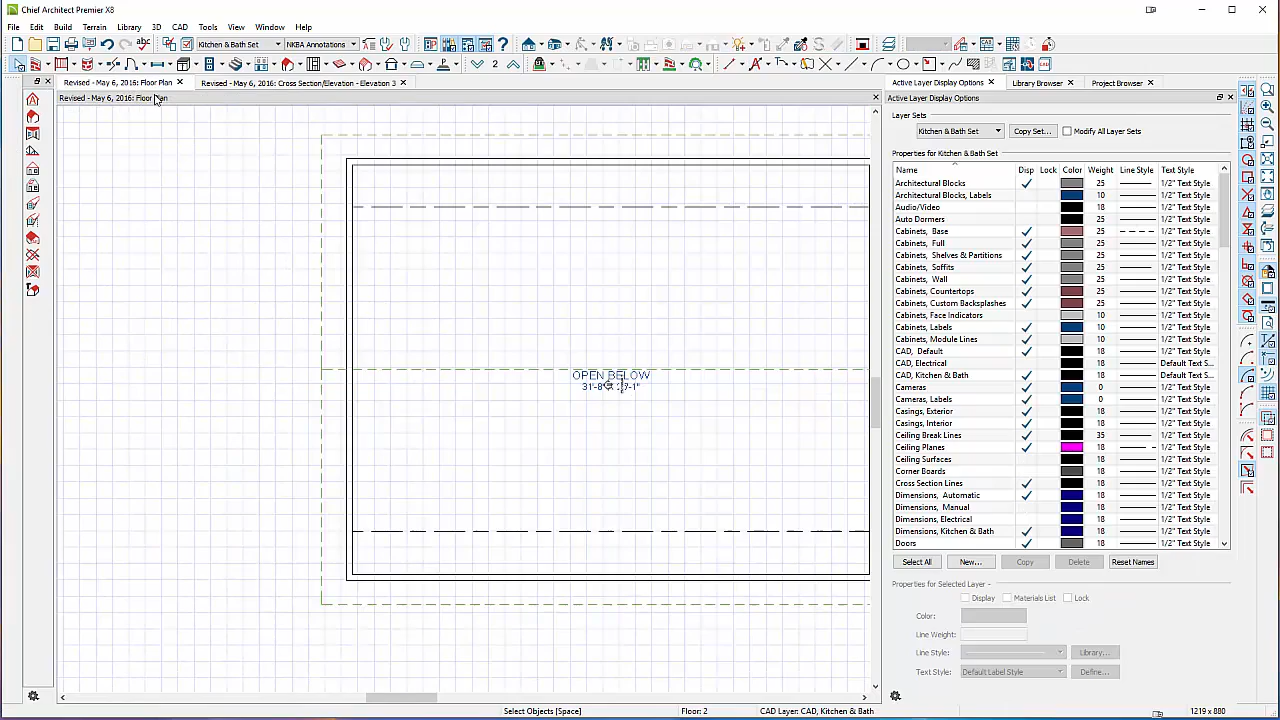 Chief Architect Premier X8
File Edit Build Terrain Library 3D CAD Tools View Window Help
Kitchen & Bath Set NKBA Annotations
2
Revised - May 6, 2016: Floor Plan Revised - May 6, 2016: Cross Section/Elevation - Elevation 3 Active Layer Display Options Library Browser Project Browser
Revised - May 6, 2016: Floor Plan Active Layer Display Options
OPEN BELOW
Layer Sets
Kitchen & Bath Set Copy Set... Modify All Layer Sets
Properties for Kitchen & Bath Set
Name Disp Lock Color Weight Line Style Text Style
Architectural Blocks 25 1/2" Text Style
Architectural Blocks, Labels 10 1/2" Text Style
Audio/Video 18 1/2" Text Style
Auto Dormers 25 1/2" Text Style
Cabinets, Base 25 1/2" Text Style
Cabinets, Full 25 1/2" Text Style
Cabinets, Shelves & Partitions 25 1/2" Text Style
Cabinets, Soffits 25 1/2" Text Style
Cabinets, Wall 25 1/2" Text Style
Cabinets, Countertops 25 1/2" Text Style
Cabinets, Custom Backsplashes 25 1/2" Text Style
Cabinets, Face Indicators 10 1/2" Text Style
Cabinets, Labels 10 1/2" Text Style
Cabinets, Module Lines 10 1/2" Text Style
CAD, Default 25 1/2" Text Style
CAD, Electrical 25 Default Text S...
CAD, Kitchen & Bath 25 Default Text S...
Cameras 0 1/2" Text Style
Cameras, Labels 0 1/2" Text Style
Casings, Exterior 18 1/2" Text Style
Casings, Interior 18 1/2" Text Style
Ceiling Break Lines 35 1/2" Text Style
Ceiling Planes 18 1/2" Text Style
Ceiling Surfaces 18 1/2" Text Style
Corner Boards 18 1/2" Text Style
Cross Section Lines 25 1/2" Text Style
Dimensions, Automatic 18 1/2" Text Style
Dimensions, Manual 18 1/2" Text Style
Dimensions, Electrical 18 1/2" Text Style
Dimensions, Kitchen & Bath 18 1/2" Text Style
Doors 18 1/2" Text Style
Select All New... Copy Delete Reset Names
Properties for Selected Layer -
Display Materials List Lock
Color:
Line Weight:
Line Style: Library...
Text Style: Default Label Style Define...
Select Objects [Space] Floor: 2 CAD Layer: CAD, Kitchen & Bath 1219 x 880